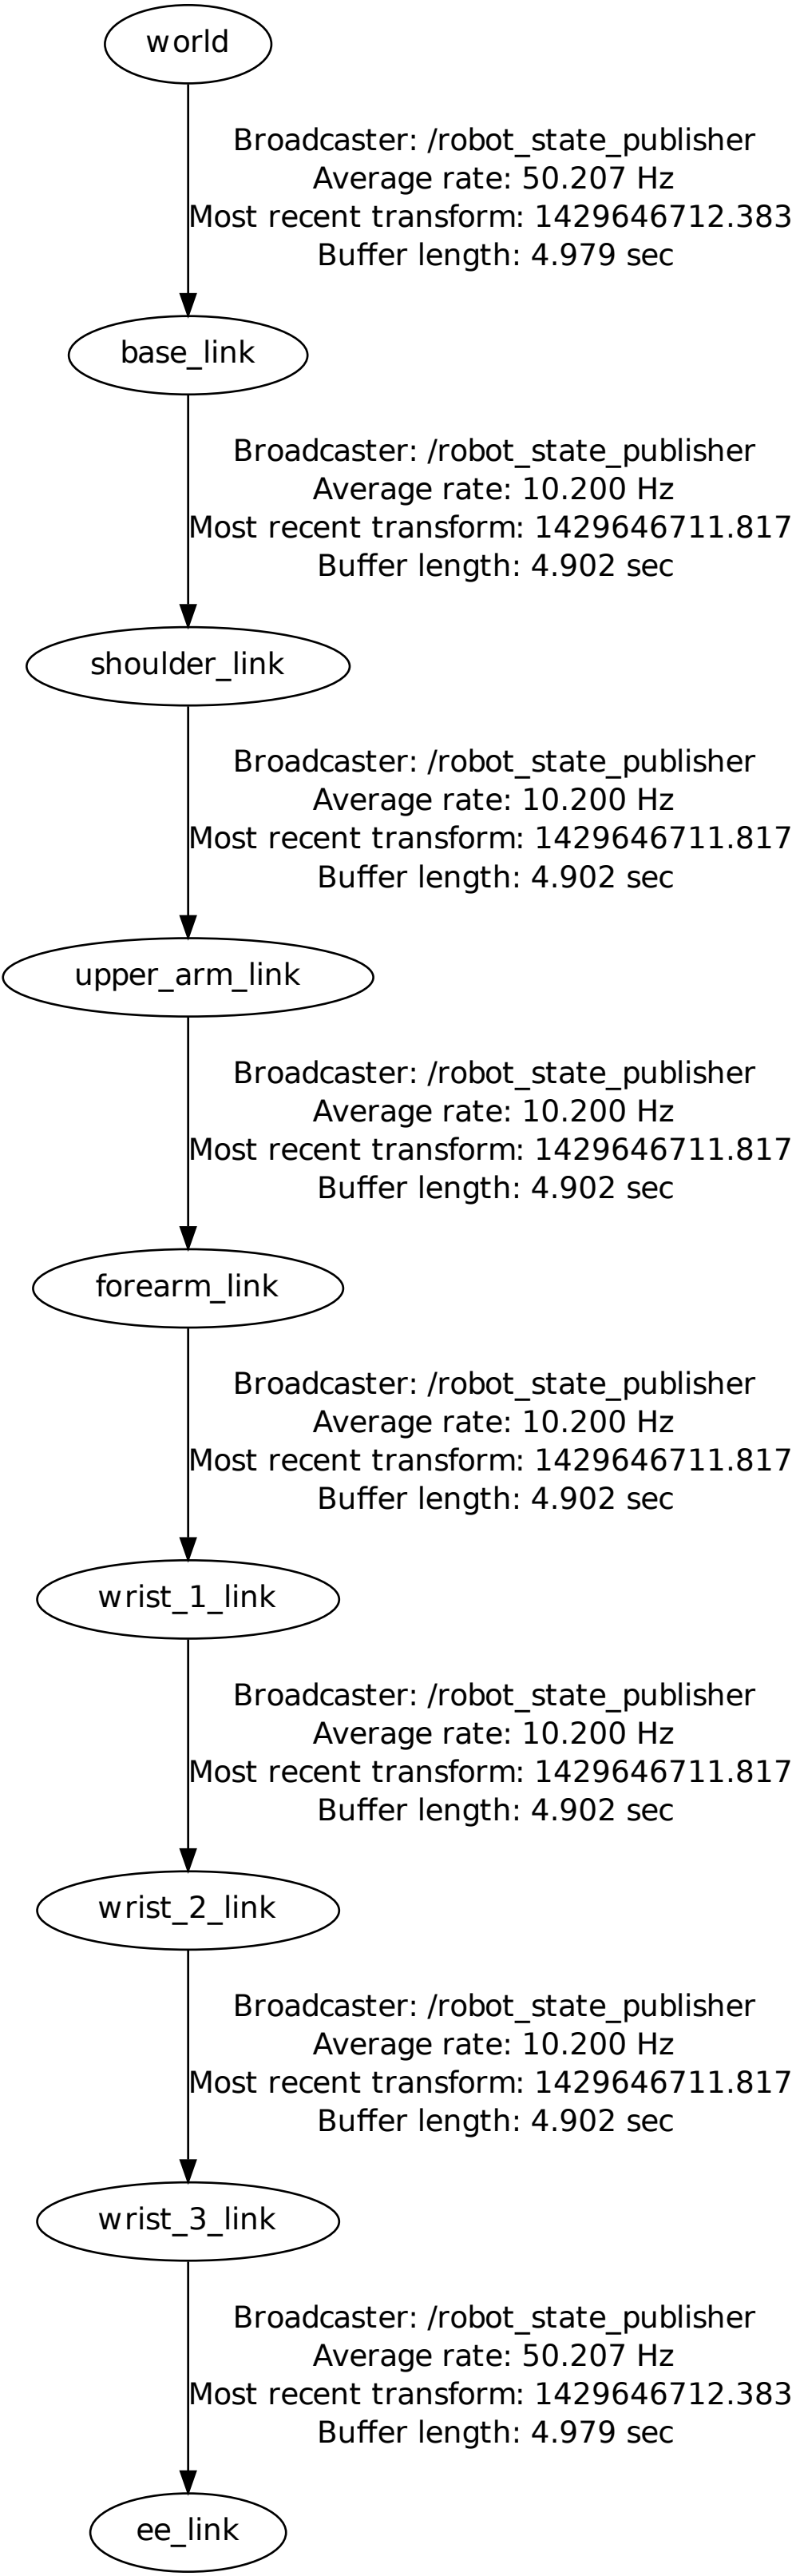 world
Broadcaster: /robot_state_publisher
Average rate: 50.207 Hz
Most recent transform: 1429646712.383
Buffer length: 4.979 sec
base_link
Broadcaster: /robot_state_publisher
Average rate: 10.200 Hz
Most recent transform: 1429646711.817
Buffer length: 4.902 sec
shoulder_link
Broadcaster: /robot_state_publisher
Average rate: 10.200 Hz
Most recent transform: 1429646711.817
Buffer length: 4.902 sec
upper_arm_link
Broadcaster: /robot_state_publisher
Average rate: 10.200 Hz
Most recent transform: 1429646711.817
Buffer length: 4.902 sec
forearm_link
Broadcaster: /robot_state_publisher
Average rate: 10.200 Hz
Most recent transform: 1429646711.817
Buffer length: 4.902 sec
wrist_1_link
Broadcaster: /robot_state_publisher
Average rate: 10.200 Hz
Most recent transform: 1429646711.817
Buffer length: 4.902 sec
wrist_2_link
Broadcaster: /robot_state_publisher
Average rate: 10.200 Hz
Most recent transform: 1429646711.817
Buffer length: 4.902 sec
wrist_3_link
Broadcaster: /robot_state_publisher
Average rate: 50.207 Hz
Most recent transform: 1429646712.383
Buffer length: 4.979 sec
ee_link